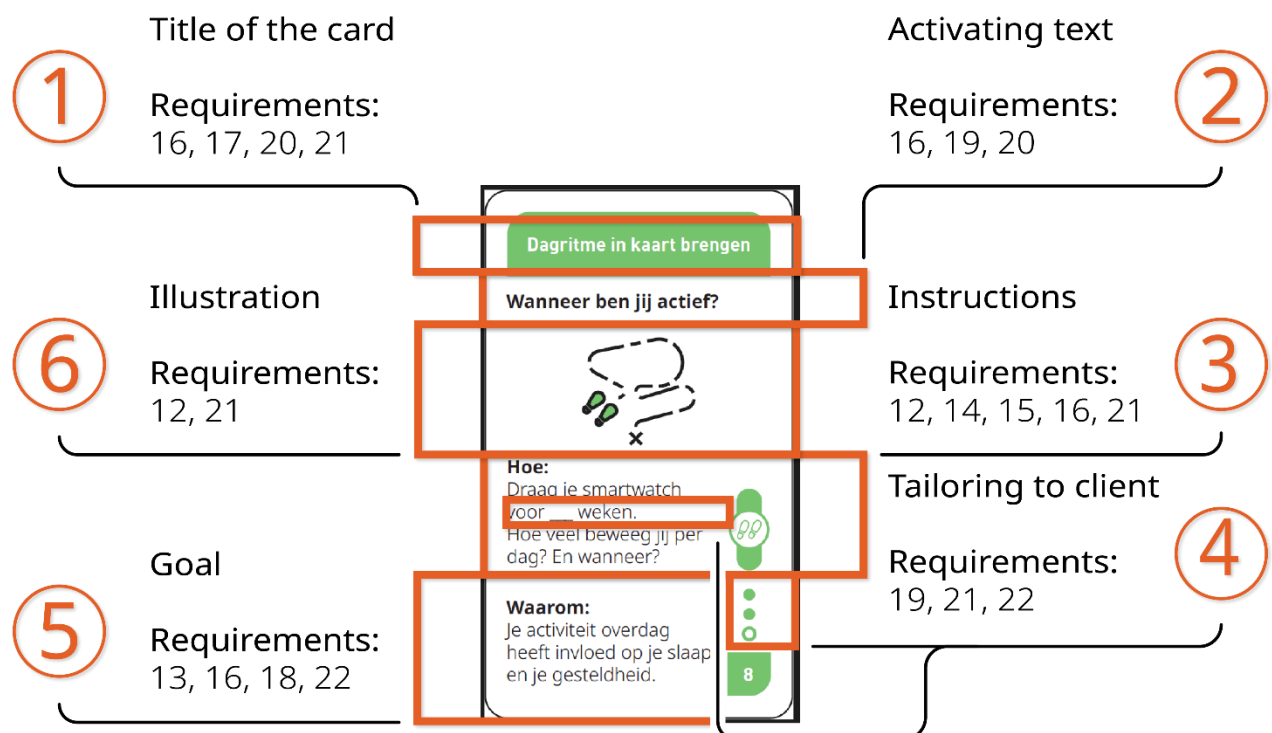 Title of the card
1
Requirements:
16, 17, 20, 21
Activating text
2
Requirements:
16, 19, 20
Dagritme in kaart brengen
Wanneer ben jij actief?
Illustration
6
Requirements:
12, 21
Instructions
3
Requirements:
12, 14, 15, 16, 21
Hoe:
Draag je smartwatch
voor __ weken.
Hoe veel beweeg jij per
dag? En wanneer?
Tailoring to client
4
Requirements:
19, 21, 22
Goal
5
Requirements:
13, 16, 18, 22
Waarom:
Je activiteit overdag
heeft invloed op je slaap
en je gesteldheid.
8